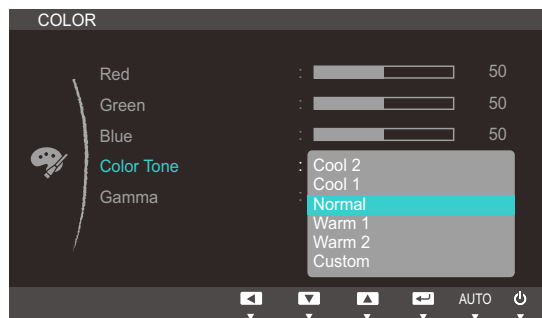 COLOR
Red : 50
Green : 50
Blue : 50
Color Tone : Cool 2
Cool 1
Gamma : Normal
Warm 1
Warm 2
Custom
AUTO